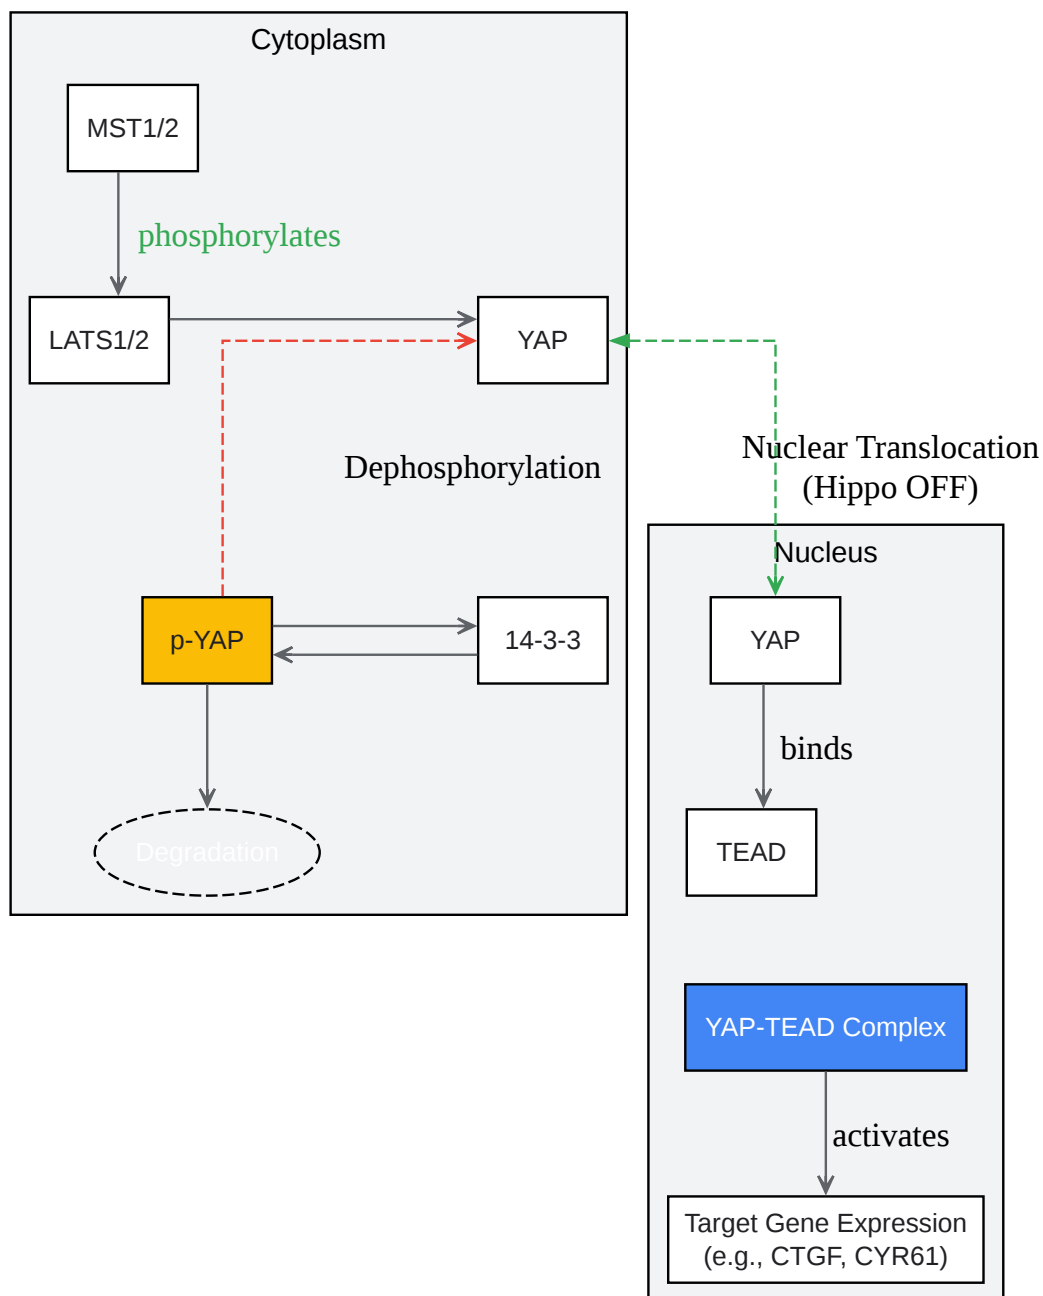 Cytoplasm
MST1/2
phosphorylates
LATS1/2
YAP
Dephosphorylation
Nuclear Translocation
(Hippo OFF)
Nucleus
p-YAP
14-3-3
YAP
binds
Degradation
TEAD
YAP-TEAD Complex
activates
Target Gene Expression
(e.g., CTGF, CYR61)